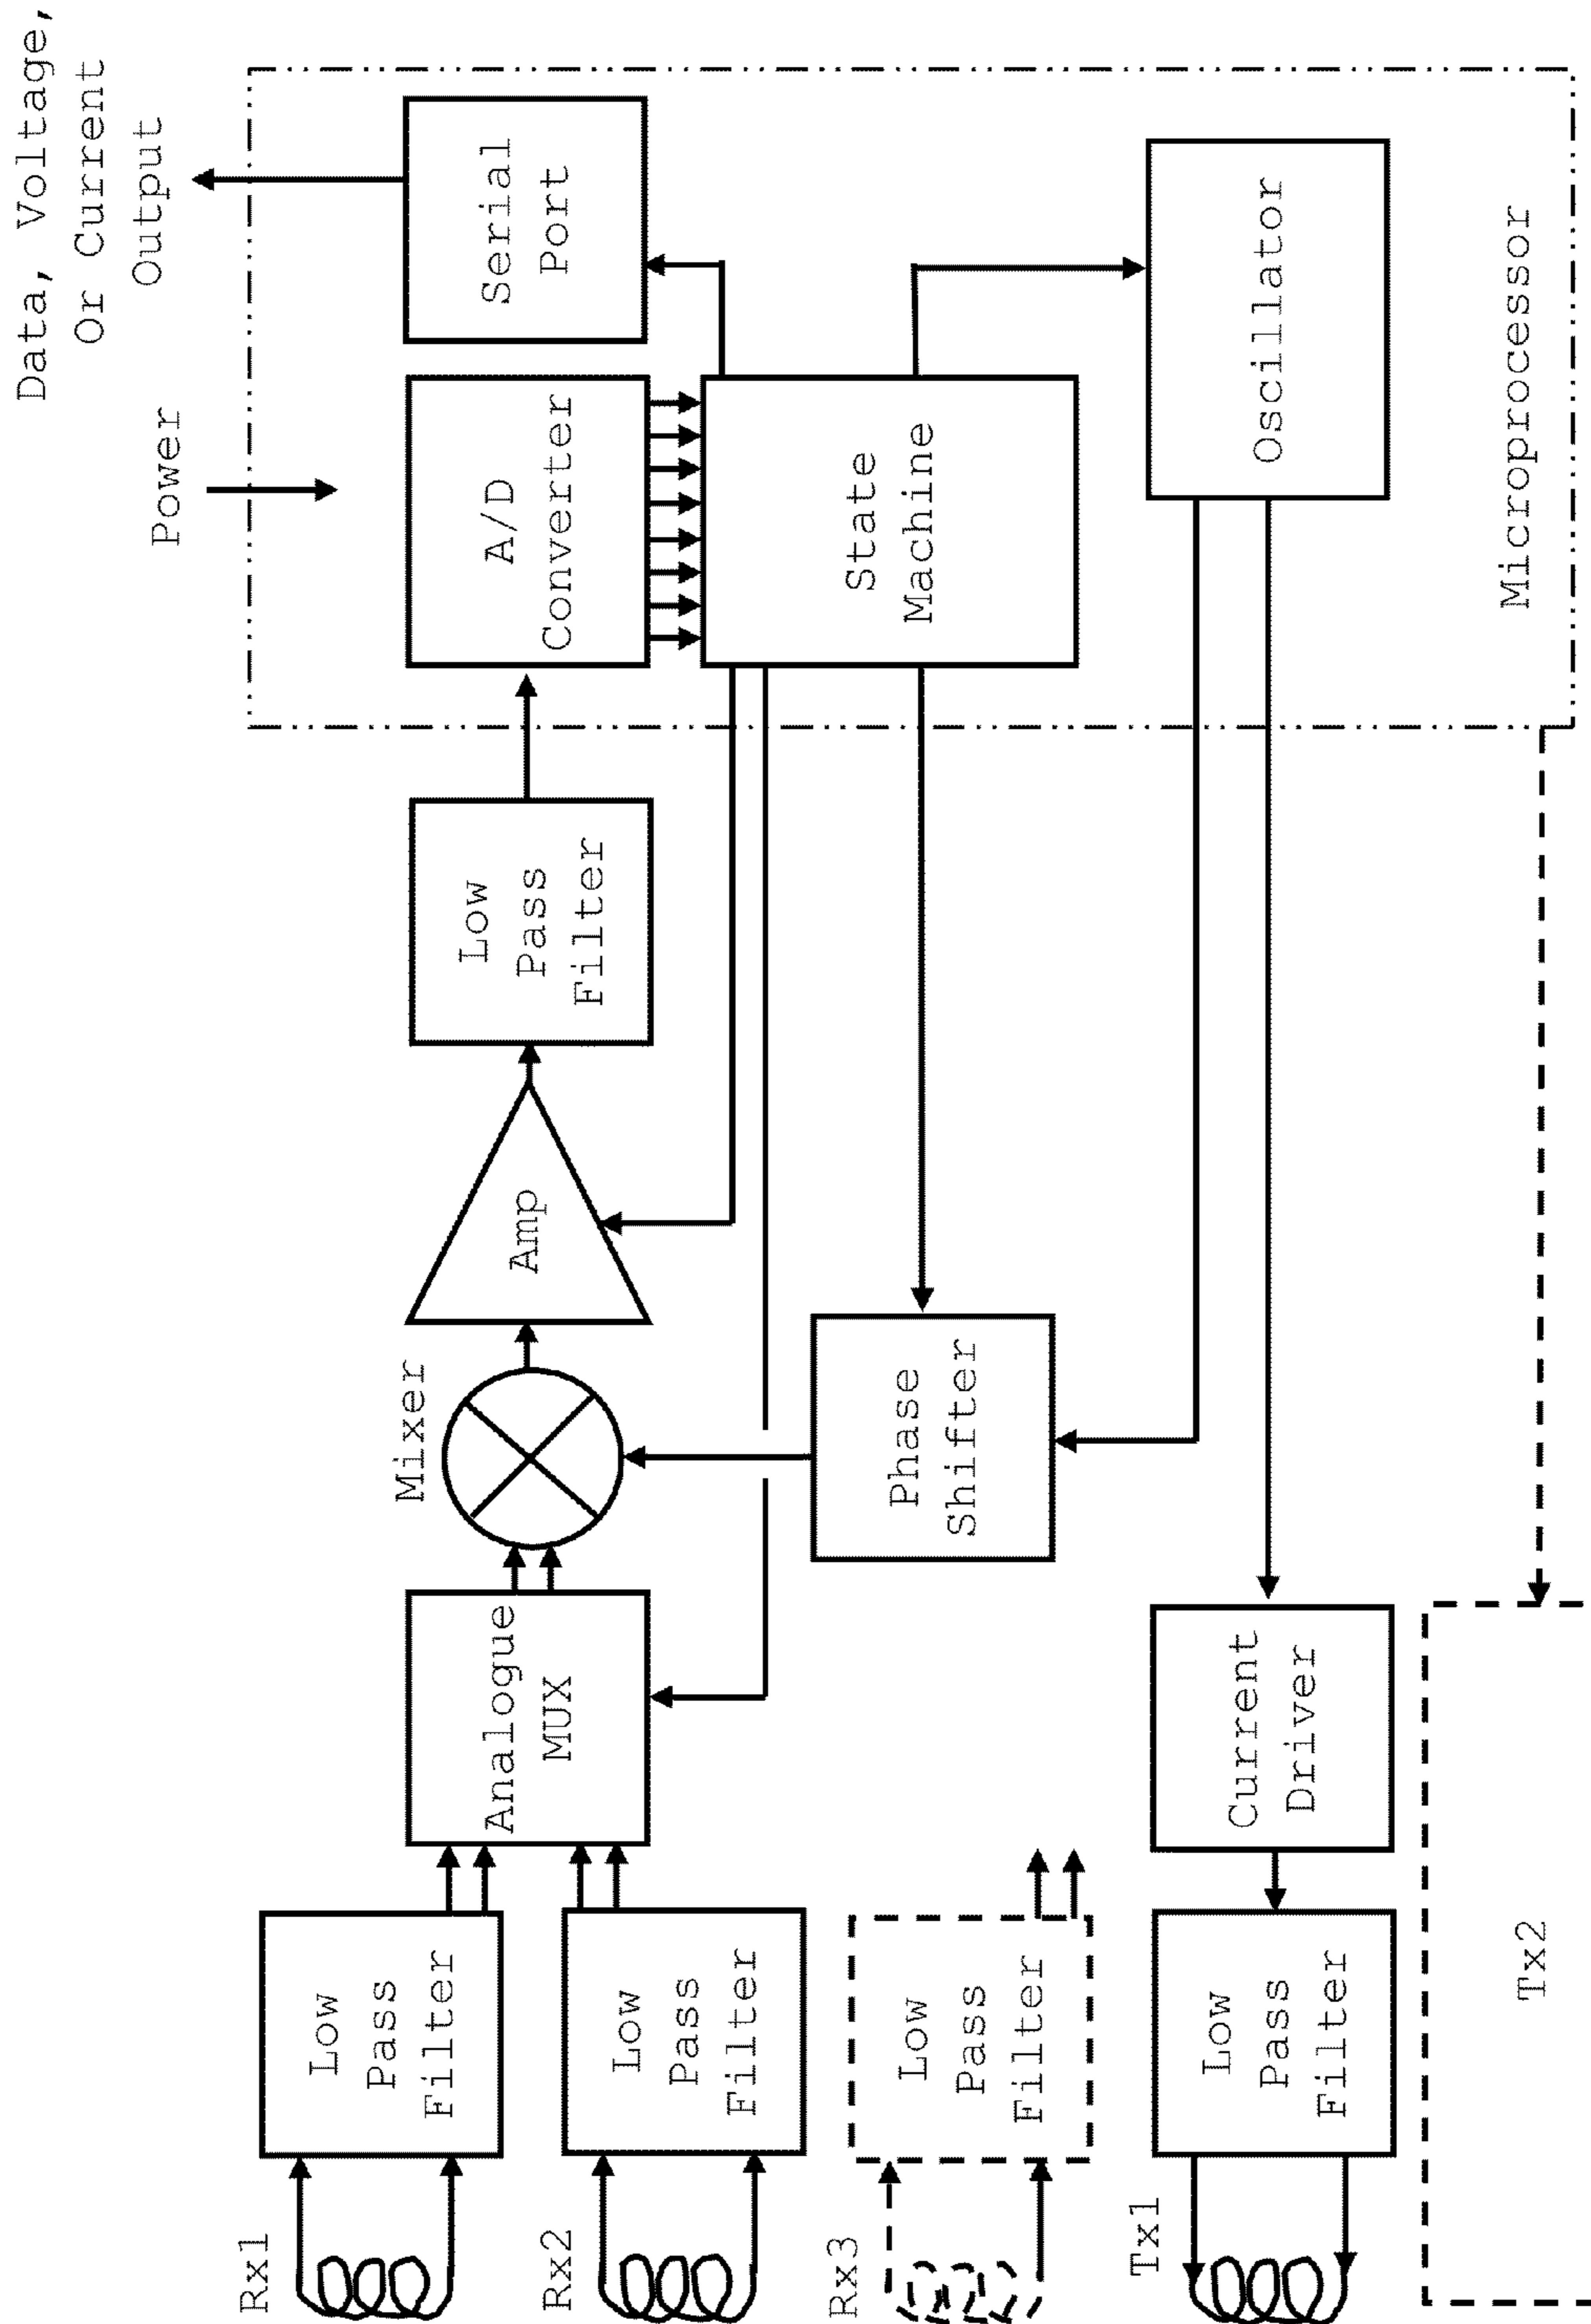 Data, Voltage,
Or Current
Output
Power
Serial
Port
A/D
Converter
State
Machine
Oscillator
Microprocessor
Low
Pass
Filter
Amp
Mixer
Phase
Shifter
Analogue
MUX
Current
Driver
Rx1
Low
Pass
Filter
Rx2
Low
Pass
Filter
Rx3
Low
Pass
Filter
Tx1
Low
Pass
Filter
Tx2